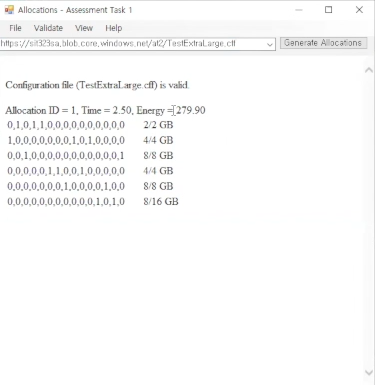 Allocations - Assessment Task 1
File Validate View Help
https://sit323sa.blob.core.windows.net/at2/TestExtraLarge.cff Generate Allocations
Configuration file (TestExtraLarge.cff) is valid.
Allocation ID = 1, Time = 2.50, Energy = 279.90
0,1,0,1,1,0,0,0,0,0,0,0,0,0,0 2/2 GB
1,0,0,0,0,0,0,0,1,0,1,0,0,0,0 4/4 GB
0,0,1,0,0,0,0,0,0,0,0,0,0,0,1 8/8 GB
0,0,0,0,0,1,1,0,0,1,0,0,0,0,0 4/4 GB
0,0,0,0,0,0,0,1,0,0,0,0,1,0,0 8/8 GB
0,0,0,0,0,0,0,0,0,0,0,1,0,1,0 8/16 GB